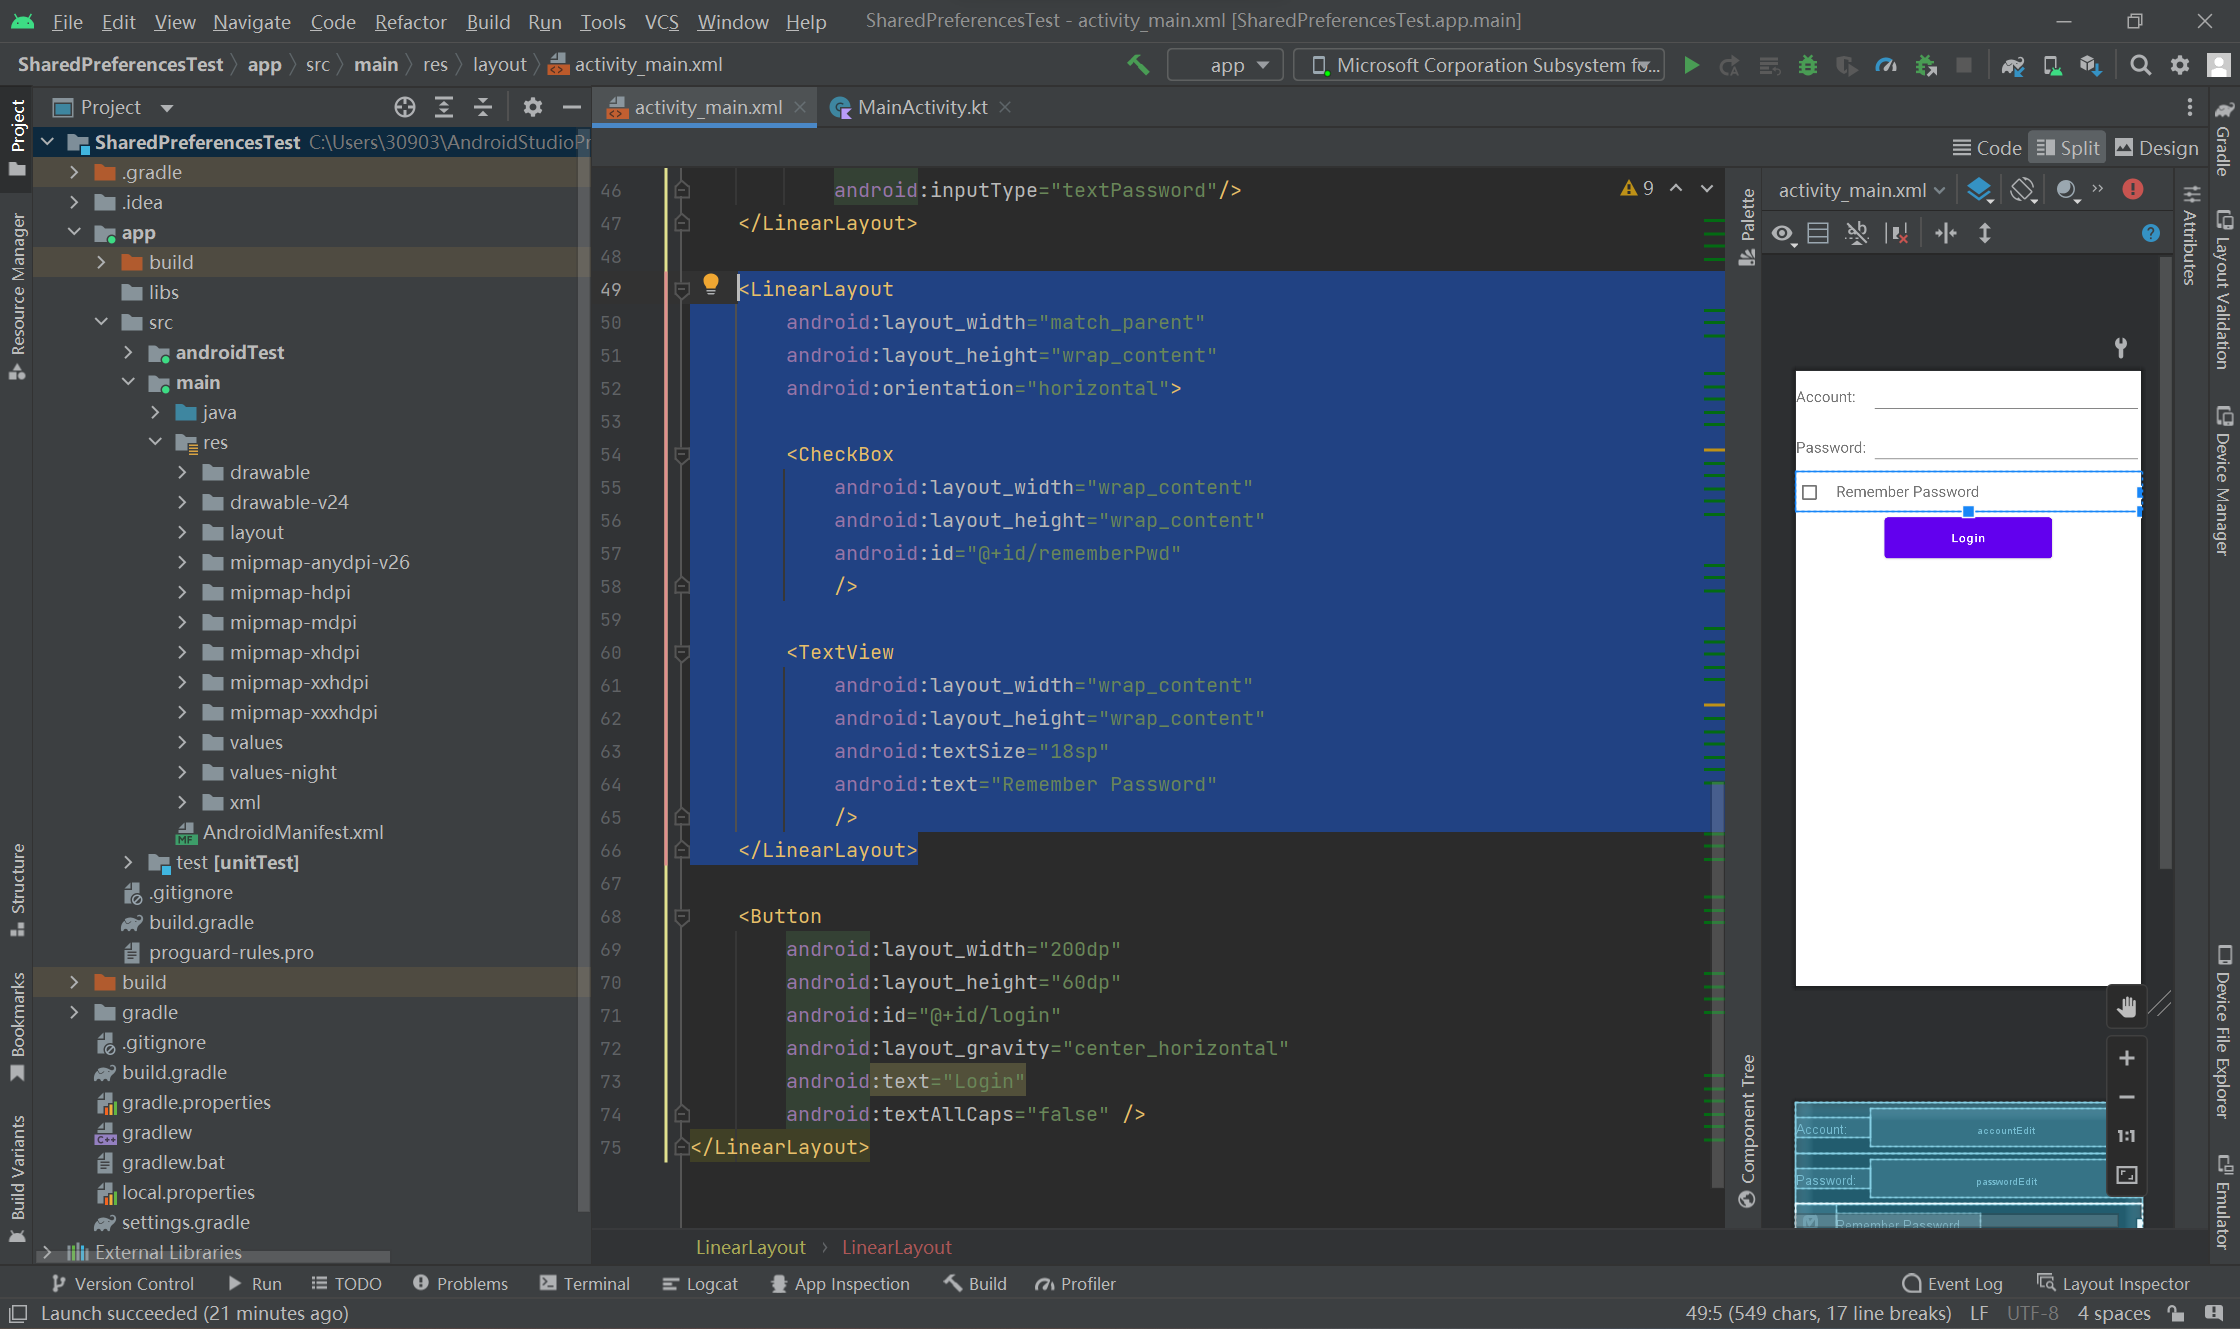 File Edit View Navigate Code Refactor Build Run Tools VCS Window Help SharedPreferencesTest - activity_main.xml [SharedPreferencesTest.app.main]
SharedPreferencesTest app src main res layout activity_main.xml app Microsoft Corporation Subsystem fo...
Project
activity_main.xml MainActivity.kt
Code Split Design
SharedPreferencesTest C:\Users\30903\AndroidStudioPr
.gradle
.idea
app
build
libs
src
androidTest
main
java
res
drawable
drawable-v24
layout
mipmap-anydpi-v26
mipmap-hdpi
mipmap-mdpi
mipmap-xhdpi
mipmap-xxhdpi
mipmap-xxxhdpi
values
values-night
xml
AndroidManifest.xml
test [unitTest]
.gitignore
build.gradle
proguard-rules.pro
build
gradle
.gitignore
build.gradle
gradle.properties
gradlew
gradlew.bat
local.properties
settings.gradle
External Libraries
Project
Resource Manager
Structure
Bookmarks
Build Variants
9
46 android:inputType="textPassword"/>
47 </LinearLayout>
48
49 <LinearLayout
50 android:layout_width="match_parent"
51 android:layout_height="wrap_content"
52 android:orientation="horizontal">
53
54 <CheckBox
55 android:layout_width="wrap_content"
56 android:layout_height="wrap_content"
57 android:id="@+id/rememberPwd"
58 />
59
60 <TextView
61 android:layout_width="wrap_content"
62 android:layout_height="wrap_content"
63 android:textSize="18sp"
64 android:text="Remember Password"
65 />
66 </LinearLayout>
67
68 <Button
69 android:layout_width="200dp"
70 android:layout_height="60dp"
71 android:id="@+id/login"
72 android:layout_gravity="center_horizontal"
73 android:text="Login"
74 android:textAllCaps="false" />
75 </LinearLayout>
LinearLayout › LinearLayout
Palette
Component Tree
activity_main.xml
Account:
Password:
Remember Password
Login
1:1
Account: accountEdit
Password: passwordEdit
Remember Password
Attributes
Gradle
Layout Validation
Device Manager
Device File Explorer
Emulator
Version Control Run TODO Problems Terminal Logcat App Inspection Build Profiler Event Log Layout Inspector
Launch succeeded (21 minutes ago) 49:5 (549 chars, 17 line breaks) LF UTF-8 4 spaces